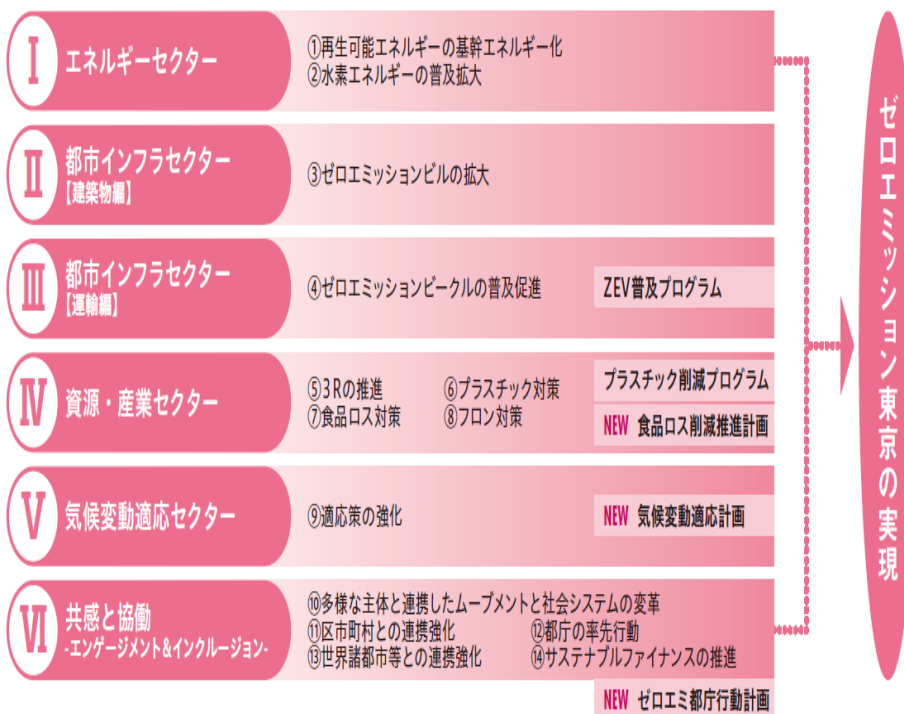 Ⅰ エネルギーセクター
①再生可能エネルギーの基幹エネルギー化
②水素エネルギーの普及拡大
Ⅱ 都市インフラセクター
【建築物編】
③ゼロエミッションビルの拡大
Ⅲ 都市インフラセクター
【運輸編】
④ゼロエミッションビークルの普及促進
ZEV普及プログラム
Ⅳ 資源・産業セクター
⑤3Rの推進 ⑥プラスチック対策
⑦食品ロス対策 ⑧フロン対策
プラスチック削減プログラム
NEW 食品ロス削減推進計画
Ⅴ 気候変動適応セクター
⑨適応策の強化
NEW 気候変動適応計画
Ⅵ 共感と協働
-エンゲージメント&インクルージョン-
⑩多様な主体と連携したムーブメントと社会システムの変革
⑪区市町村との連携強化 ⑫都庁の率先行動
⑬世界諸都市等との連携強化 ⑭サステナブルファイナンスの推進
NEW ゼロエミ都庁行動計画
ゼロエミッション東京の実現